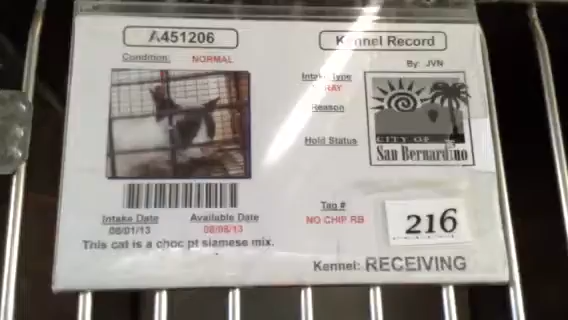 A451206
Kennel Record
Condition: NORMAL
By: JVN
Intake Type
STRAY
Reason
Hold Status
CITY OF
San Bernardino
Intake Date
Available Date
08/01/13
08/08/13
Tag #
NO CHIP RB
216
This cat is a choc pt siamese mix.
Kennel: RECEIVING